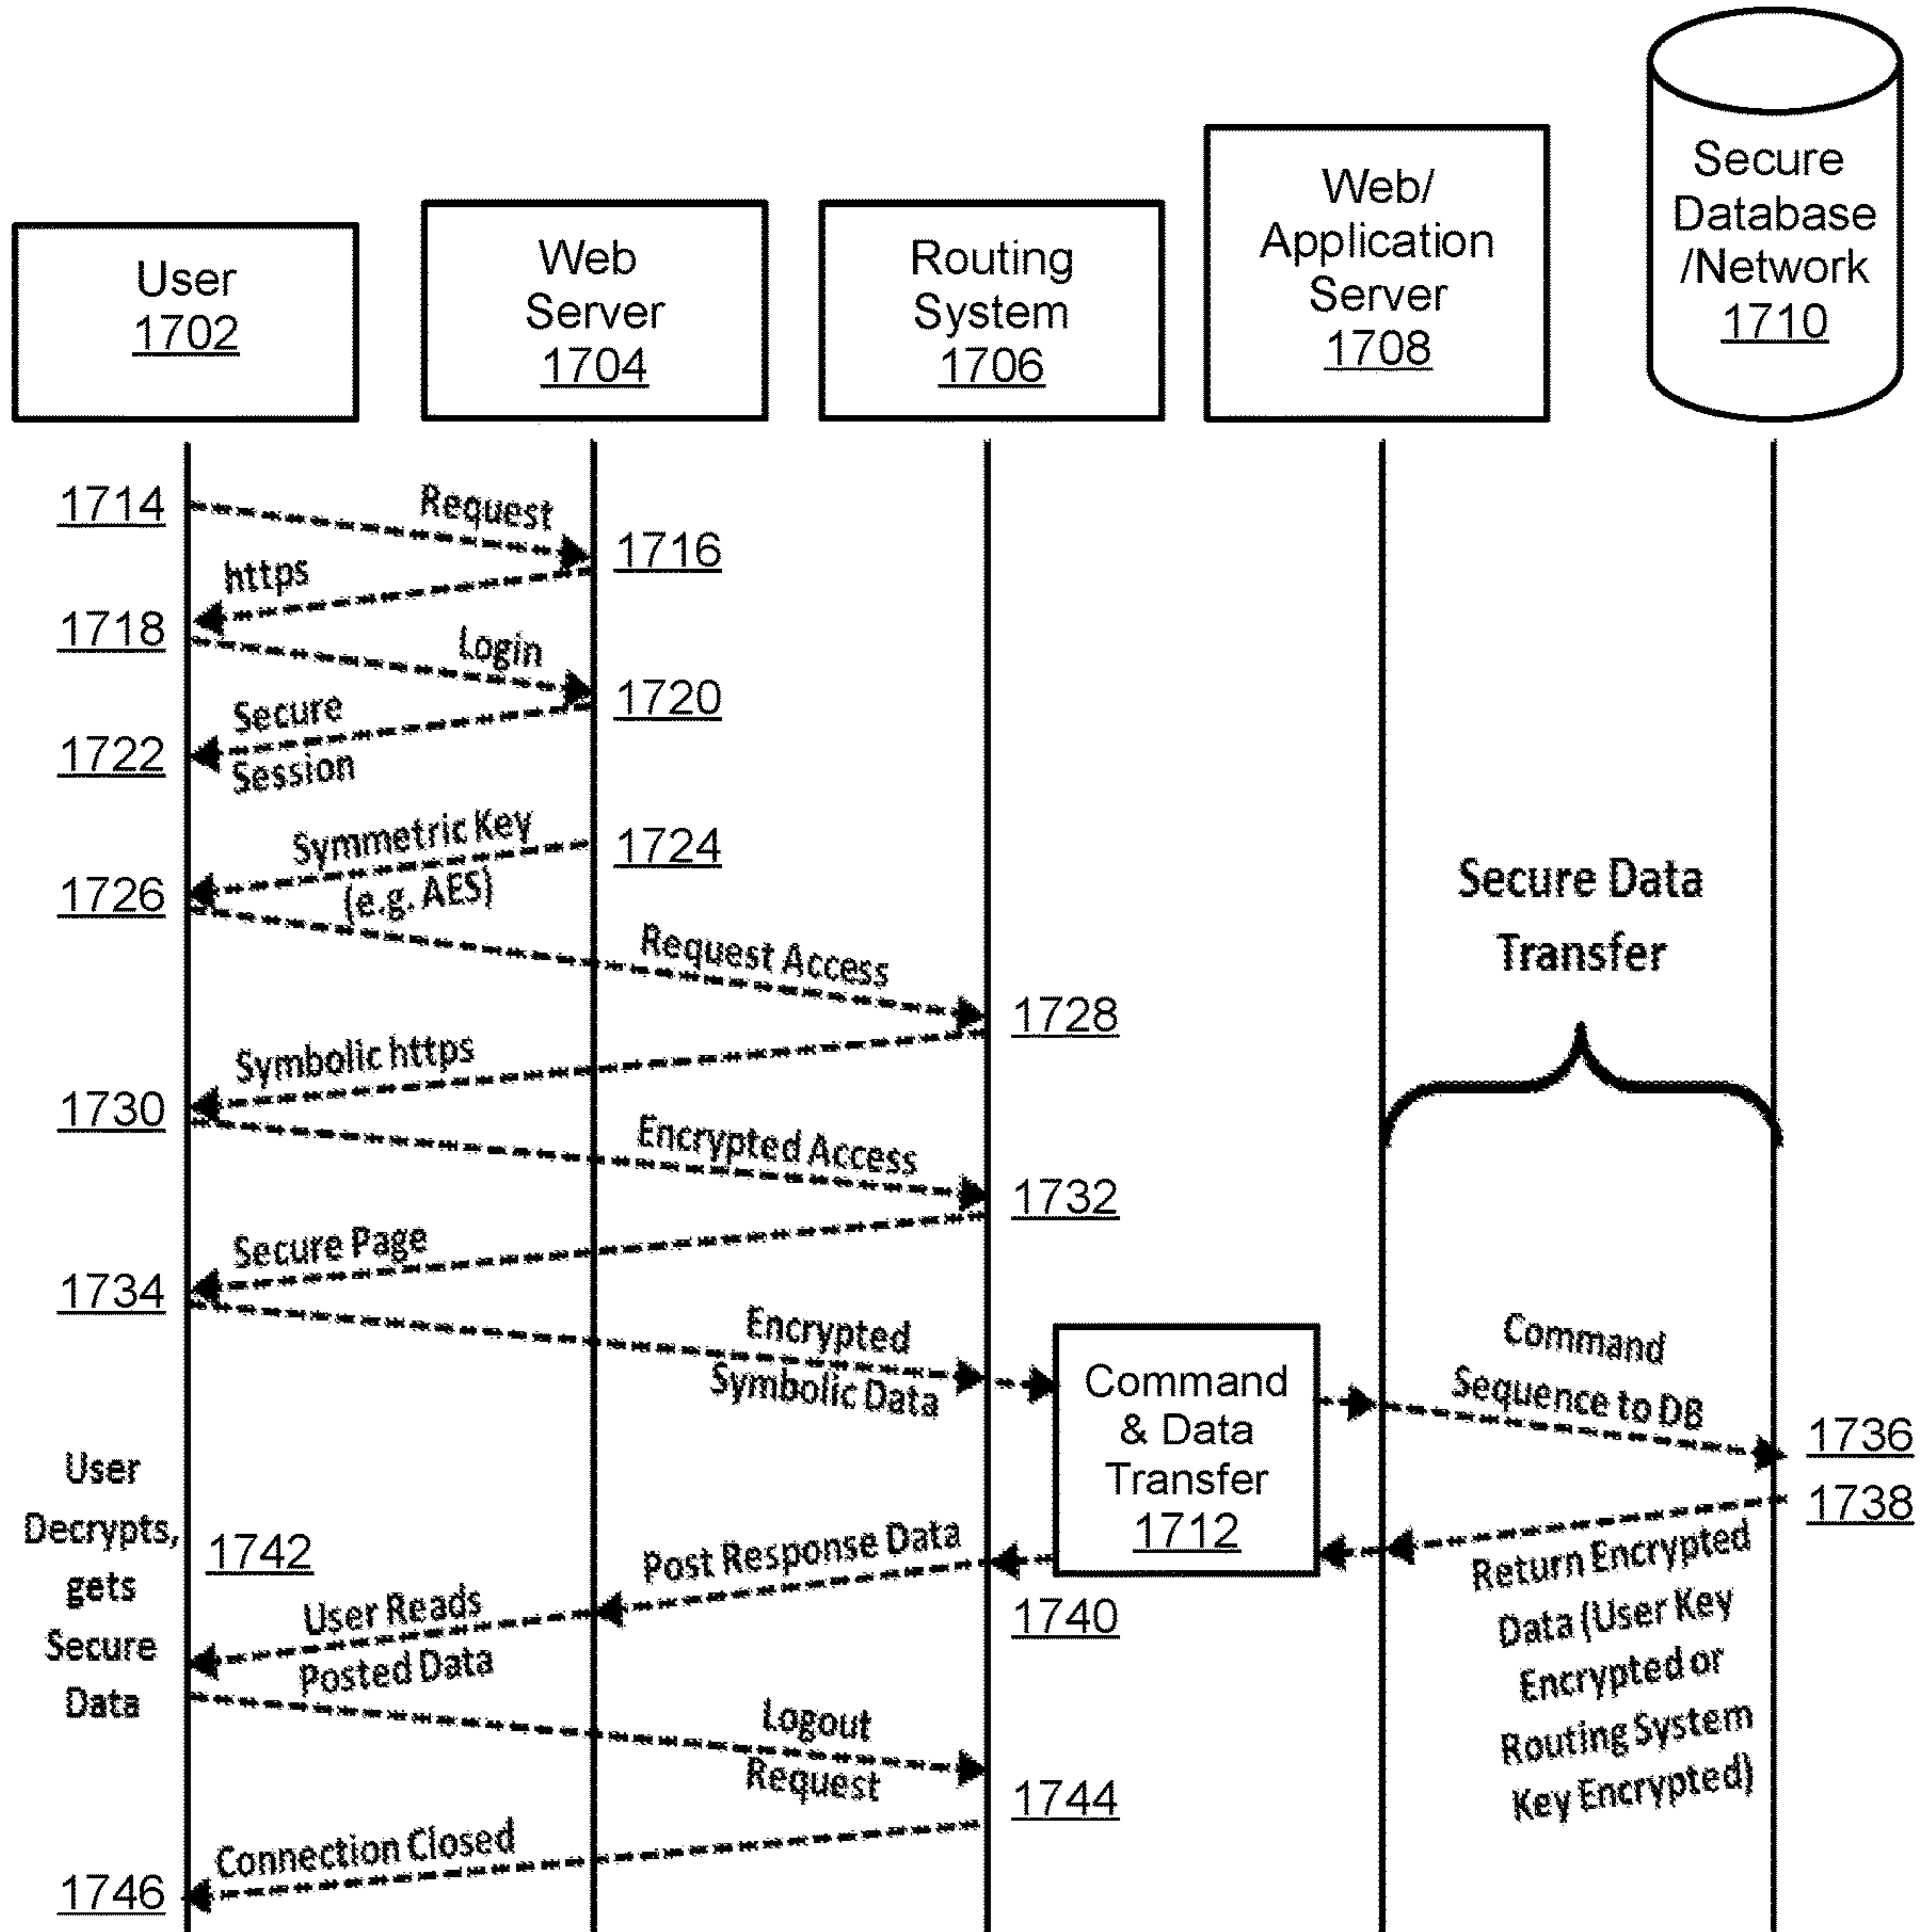 User
1702
Web
Server
1704
Routing
System
1706
Web/
Application
Server
1708
Secure
Database
/Network
1710
1714
Request
1716
https
1718
Login
1720
Secure
Session
1722
Symmetric Key
(e.g. AES)
1724
1726
Request Access
1728
Symbolic https
1730
Encrypted Access
1732
Secure Page
1734
Encrypted
Symbolic Data
Secure Data
Transfer
Command
& Data
Transfer
1712
Command
Sequence to DB
1736
1738
Return Encrypted
Data (User Key
Encrypted or
Routing System
Key Encrypted)
Post Response Data
1740
User
Decrypts,
gets
Secure
Data
1742
User Reads
Posted Data
Logout
Request
1744
Connection Closed
1746